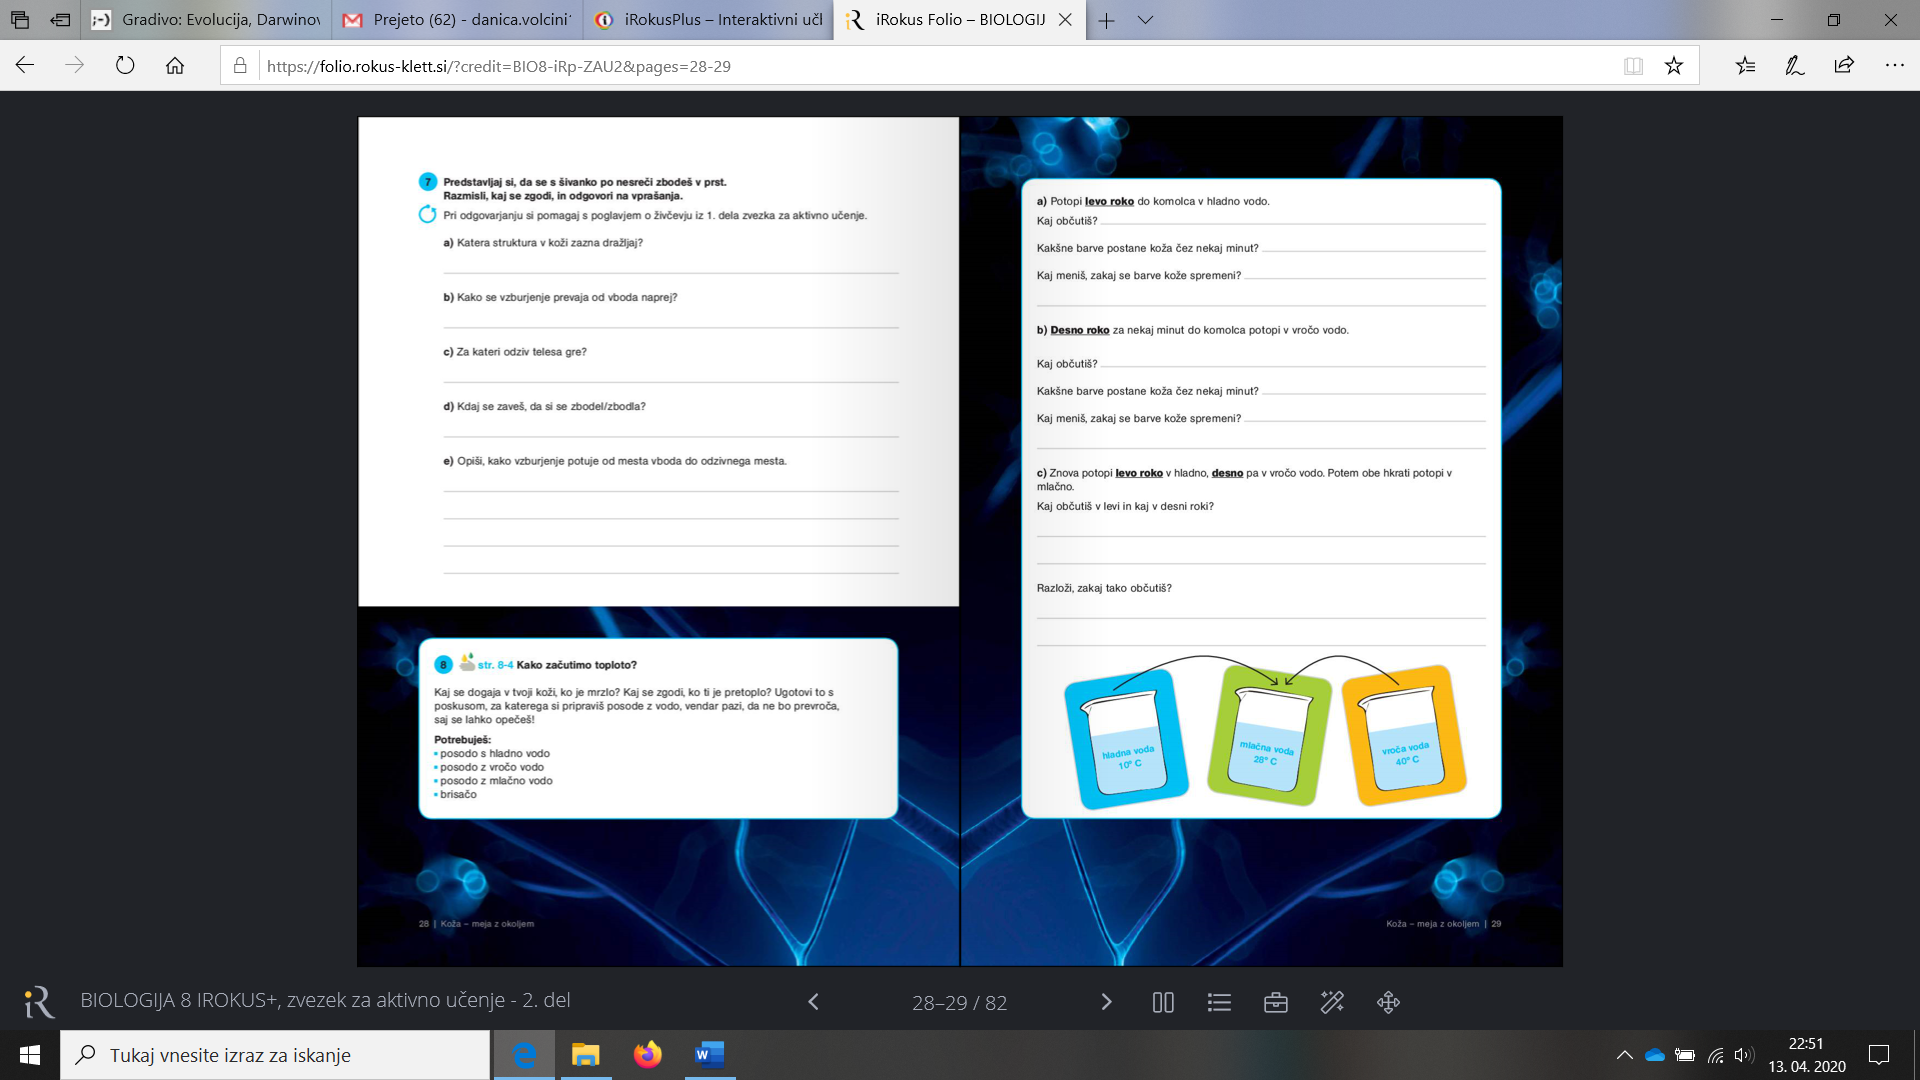 Gradivo: Evolucija, Darwinov
Prejeto (62) - danica.volcini1
iRokusPlus – Interaktivni učl
iRokus Folio – BIOLOGIJ
https://folio.rokus-klett.si/?credit=BIO8-iRp-ZAU2&pages=28-29
7 Predstavljaj si, da se s šivanko po nesreči zbodeš v prst.
Razmisli, kaj se zgodi, in odgovori na vprašanja.
Pri odgovarjanju si pomagaj s poglavjem o živčevju iz 1. dela zvezka za aktivno učenje.
a) Katera struktura v koži zazna dražljaj?
b) Kako se vzburjenje prevaja od vboda naprej?
c) Za kateri odziv telesa gre?
d) Kdaj se zaveš, da si se zbodel/zbodla?
e) Opiši, kako vzburjenje potuje od mesta vboda do odzivnega mesta.
8 str. 8-4 Kako začutimo toploto?
Kaj se dogaja v tvoji koži, ko je mrzlo? Kaj se zgodi, ko ti je pretoplo? Ugotovi to s
poskusom, za katerega si pripraviš posode z vodo, vendar pazi, da ne bo prevroča,
saj se lahko opečeš!
Potrebuješ:
• posodo s hladno vodo
• posodo z vročo vodo
• posodo z mlačno vodo
• brisačo
28 | Koža – meja z okoljem
a) Potopi levo roko do komolca v hladno vodo.
Kaj občutiš?
Kakšne barve postane koža čez nekaj minut?
Kaj meniš, zakaj se barve kože spremeni?
b) Desno roko za nekaj minut do komolca potopi v vročo vodo.
Kaj občutiš?
Kakšne barve postane koža čez nekaj minut?
Kaj meniš, zakaj se barve kože spremeni?
c) Znova potopi levo roko v hladno, desno pa v vročo vodo. Potem obe hkrati potopi v
mlačno.
Kaj občutiš v levi in kaj v desni roki?
Razloži, zakaj tako občutiš?
hladna voda
10° C
mlačna voda
28° C
vroča voda
40° C
Koža – meja z okoljem | 29
BIOLOGIJA 8 IROKUS+, zvezek za aktivno učenje - 2. del
28–29 / 82
Tukaj vnesite izraz za iskanje
22:51
13. 04. 2020